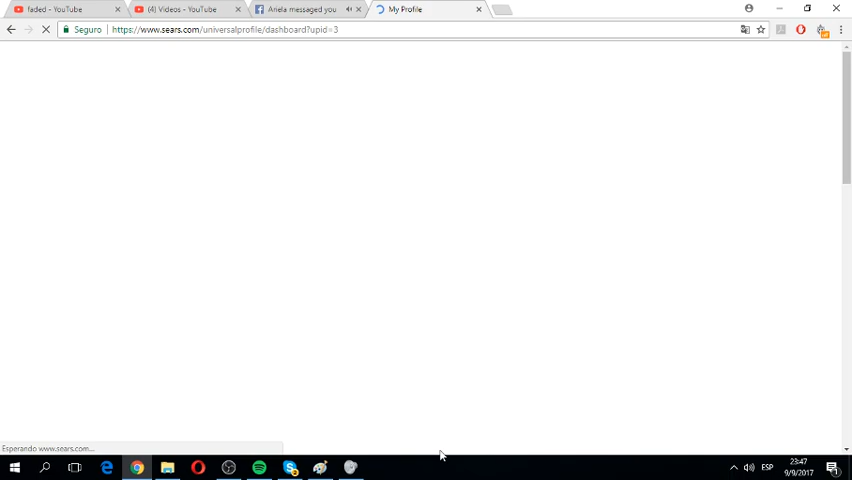 faded - YouTube
(4) Videos - YouTube
Ariela messaged you
My Profile
Seguro
https://www.sears.com/universalprofile/dashboard?upid=3
Esperando www.sears.com...
ESP
23:47
9/9/2017
1